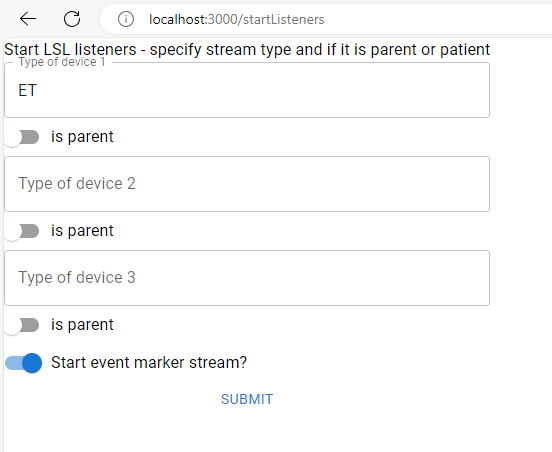 localhost:3000/startListeners
Start LSL listeners - specify stream type and if it is parent or patient
Type of device 1
ET
is parent
Type of device 2
is parent
Type of device 3
is parent
Start event marker stream?
SUBMIT